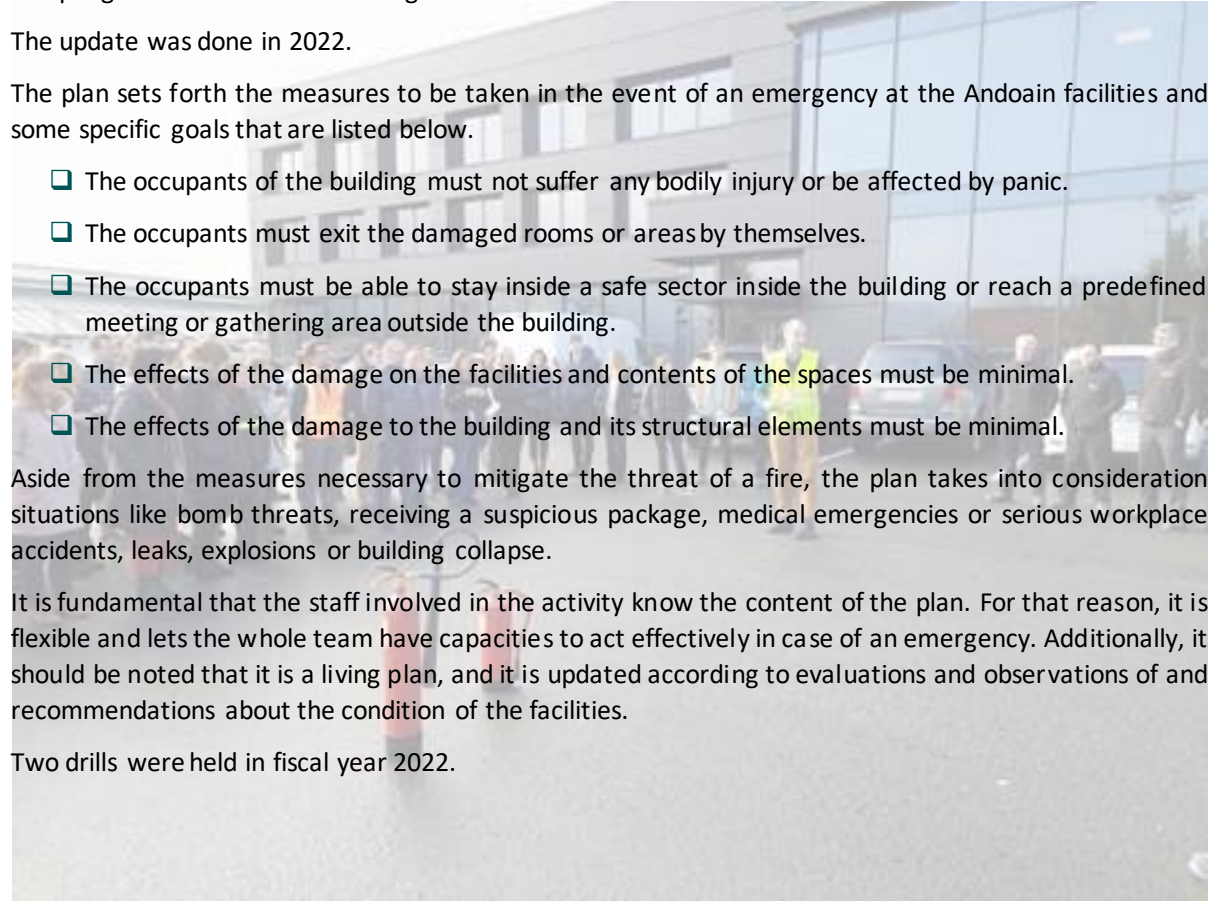 The update was done in 2022.
The plan sets forth the measures to be taken in the event of an emergency at the Andoain facilities and
some specific goals that are listed below.
❑ The occupants of the building must not suffer any bodily injury or be affected by panic.
❑ The occupants must exit the damaged rooms or areas by themselves.
❑ The occupants must be able to stay inside a safe sector inside the building or reach a predefined
meeting or gathering area outside the building.
❑ The effects of the damage on the facilities and contents of the spaces must be minimal.
❑ The effects of the damage to the building and its structural elements must be minimal.
Aside from the measures necessary to mitigate the threat of a fire, the plan takes into consideration
situations like bomb threats, receiving a suspicious package, medical emergencies or serious workplace
accidents, leaks, explosions or building collapse.
It is fundamental that the staff involved in the activity know the content of the plan. For that reason, it is
flexible and lets the whole team have capacities to act effectively in case of an emergency. Additionally, it
should be noted that it is a living plan, and it is updated according to evaluations and observations of and
recommendations about the condition of the facilities.
Two drills were held in fiscal year 2022.